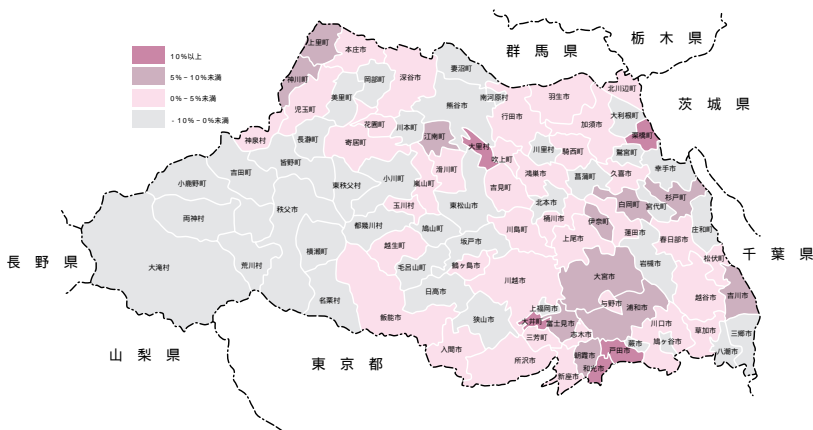 群馬県
栃木県
茨城県
千葉県
長野県
山梨県
東京都
10%以上
5%－10%未満
0%－5%未満
-10%－0%未満
上里町
本庄市
神川町
岡部町
深谷市
妻沼町
美里町
児玉町
熊谷市
南河原村
行田市
羽生市
北川辺町
加須市
大利根町
花園町
川本町
江南町
大里村
吹上町
神泉村
長瀞町
寄居町
川里村
騎西町
栗橋町
鷲宮町
幸手市
皆野町
吉田町
小鹿野町
東秩父村
小川町
嵐山町
滑川町
吉見町
鴻巣市
菖蒲町
久喜市
杉戸町
両神村
秩父市
玉川村
東松山市
北本市
桶川市
伊奈町
白岡町
宮代町
都幾川村
鳩山町
川島町
上尾市
蓮田市
春日部市
庄和町
横瀬町
越生町
坂戸市
毛呂山町
鶴ヶ島市
大滝村
荒川村
川越市
大宮市
岩槻市
松伏町
日高市
名栗村
飯能市
狭山市
上福岡市
大井町
富士見市
与野市
浦和市
越谷市
吉川市
三芳町
志木市
川口市
草加市
三郷市
入間市
所沢市
朝霞市
新座市
和光市
戸田市
蕨市
鳩ヶ谷市
八潮市